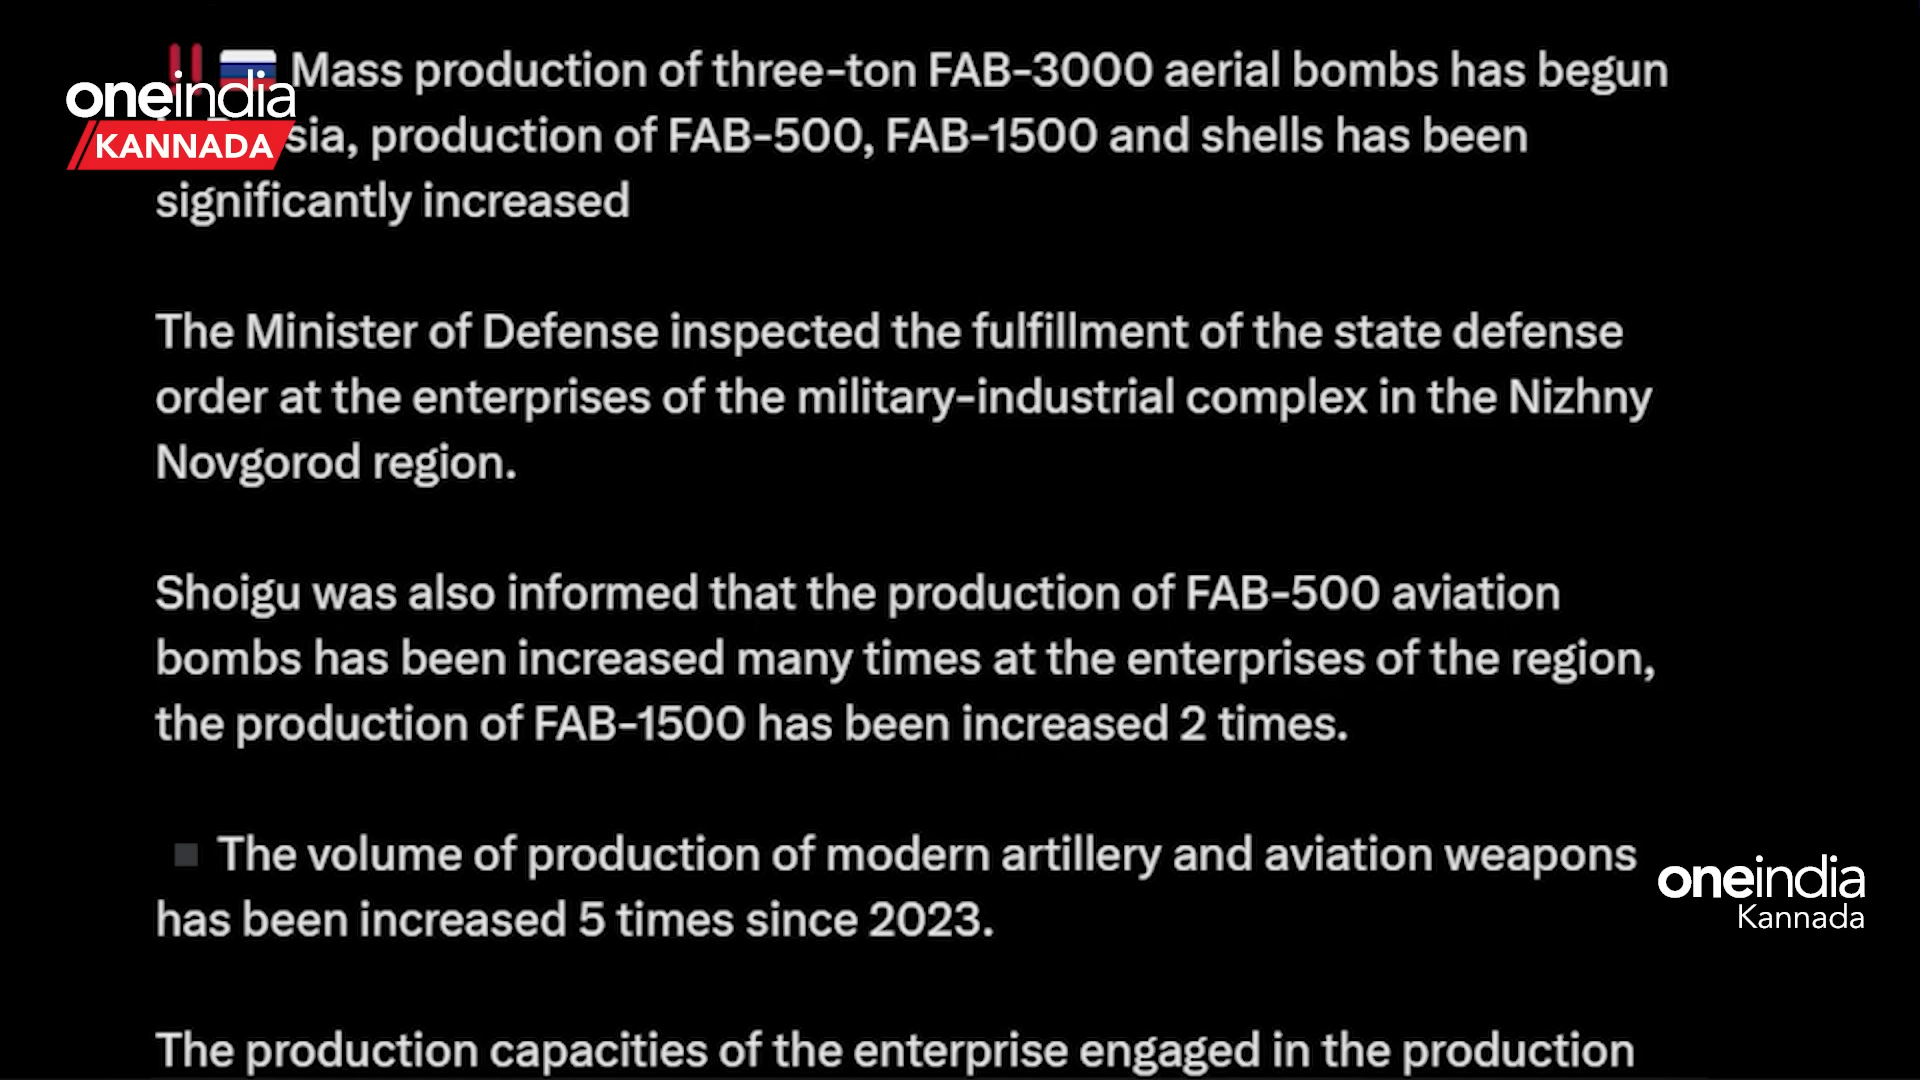 ‼ Mass production of three-ton FAB-3000 aerial bombs has begun
sia, production of FAB-500, FAB-1500 and shells has been
significantly increased
The Minister of Defense inspected the fulfillment of the state defense
order at the enterprises of the military-industrial complex in the Nizhny
Novgorod region.
Shoigu was also informed that the production of FAB-500 aviation
bombs has been increased many times at the enterprises of the region,
the production of FAB-1500 has been increased 2 times.
The volume of production of modern artillery and aviation weapons
has been increased 5 times since 2023.
The production capacities of the enterprise engaged in the production
oneindia
KANNADA
oneindia
Kannada